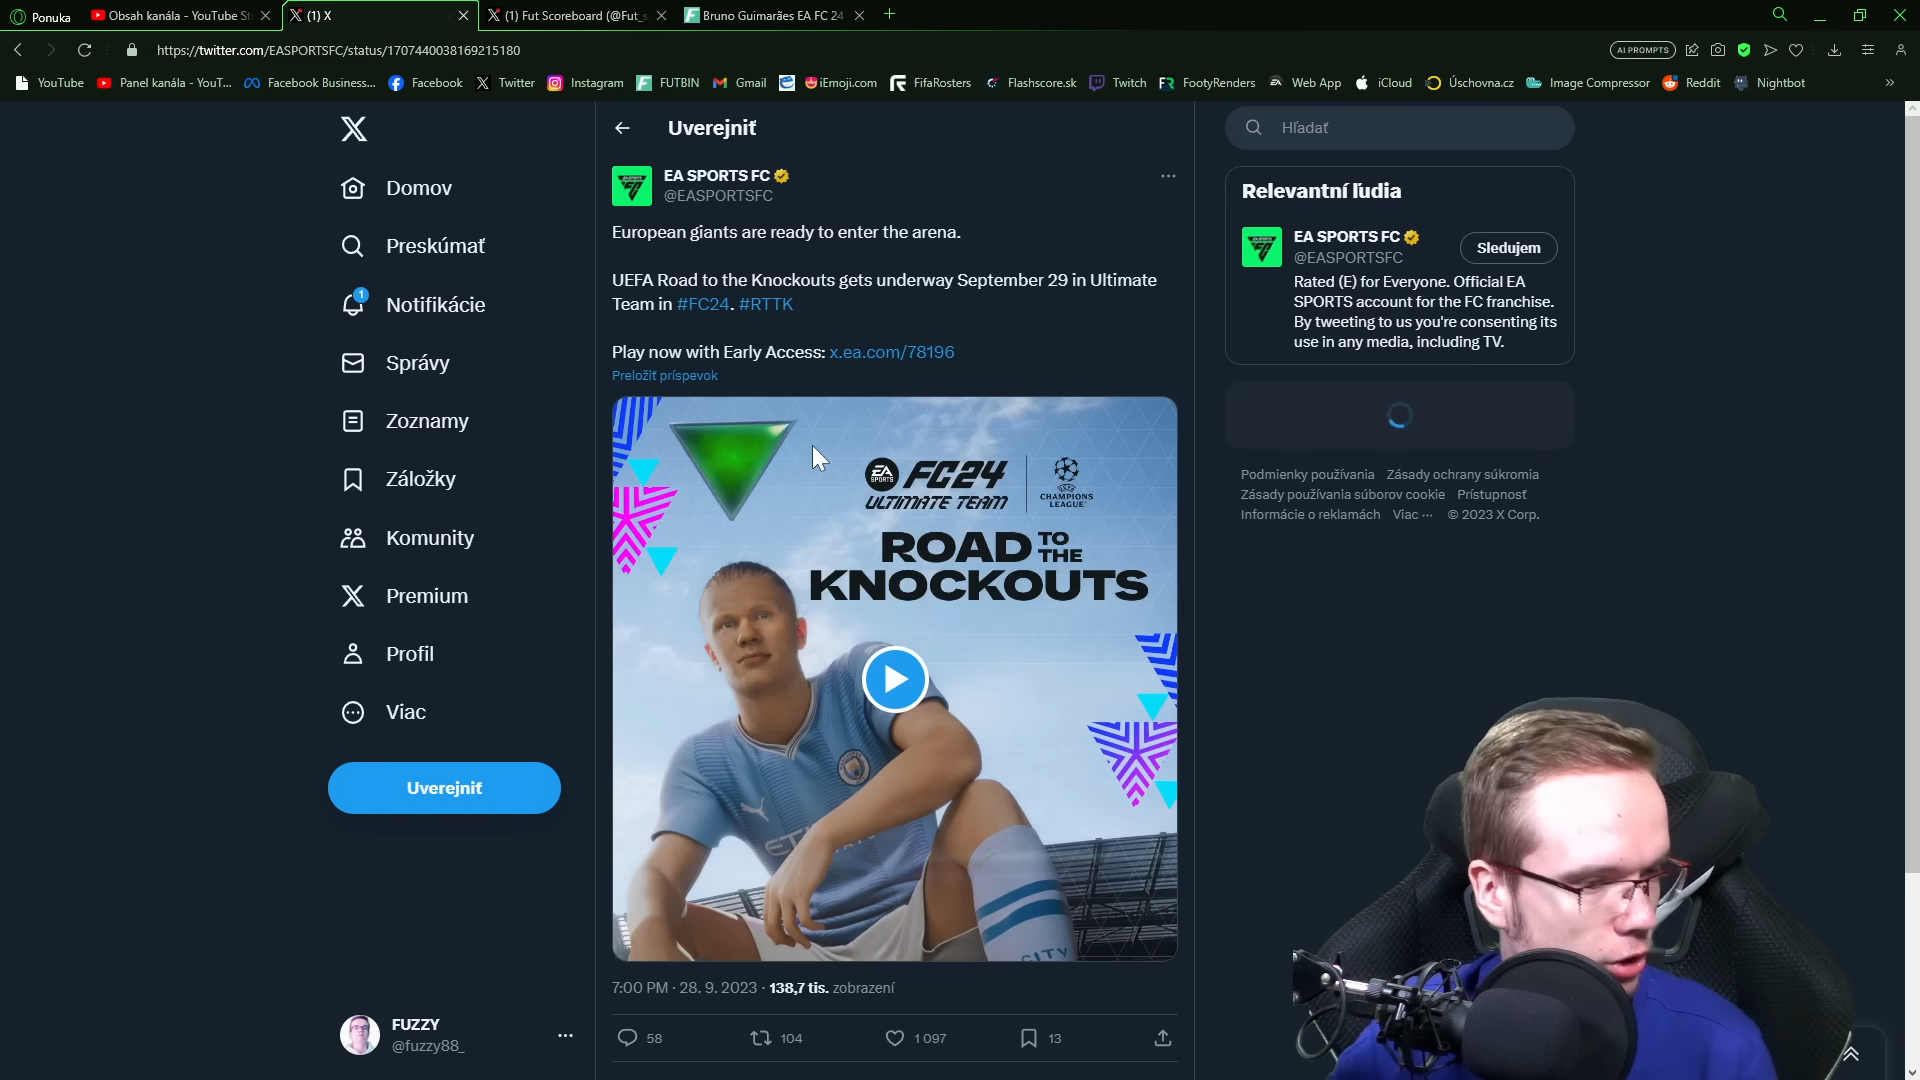 Ponuka
Obsah kanála - YouTube St
(1) X
(1) Fut Scoreboard (@Fut_s
Bruno Guimarães EA FC 24
https://twitter.com/EASPORTSFC/status/1707440038169215180
AI PROMPTS
YouTube
Panel kanála - YouT...
Facebook Business...
Facebook
Twitter
Instagram
FUTBIN
Gmail
iEmoji.com
FifaRosters
Flashscore.sk
Twitch
FootyRenders
Web App
iCloud
Úschovna.cz
Image Compressor
Reddit
Nightbot
Domov
Preskúmať
1
Notifikácie
Správy
Zoznamy
Záložky
Komunity
Premium
Profil
Viac
Uverejniť
FUZZY
@fuzzy88_
Uverejniť
EA SPORTS FC
@EASPORTSFC
European giants are ready to enter the arena.
UEFA Road to the Knockouts gets underway September 29 in Ultimate
Team in #FC24. #RTTK
Play now with Early Access: x.ea.com/78196
Preložiť príspevok
EA SPORTS FC24
ULTIMATE TEAM
UEFA
CHAMPIONS
LEAGUE
ROAD TO THE
KNOCKOUTS
CITY
7:00 PM · 28. 9. 2023 · 138,7 tis. zobrazení
58
104
1 097
13
Hľadať
Relevantní ľudia
EA SPORTS FC
@EASPORTSFC
Sledujem
Rated (E) for Everyone. Official EA
SPORTS account for the FC franchise.
By tweeting to us you're consenting its
use in any media, including TV.
Podmienky používania Zásady ochrany súkromia
Zásady používania súborov cookie Prístupnosť
Informácie o reklamách Viac ··· © 2023 X Corp.